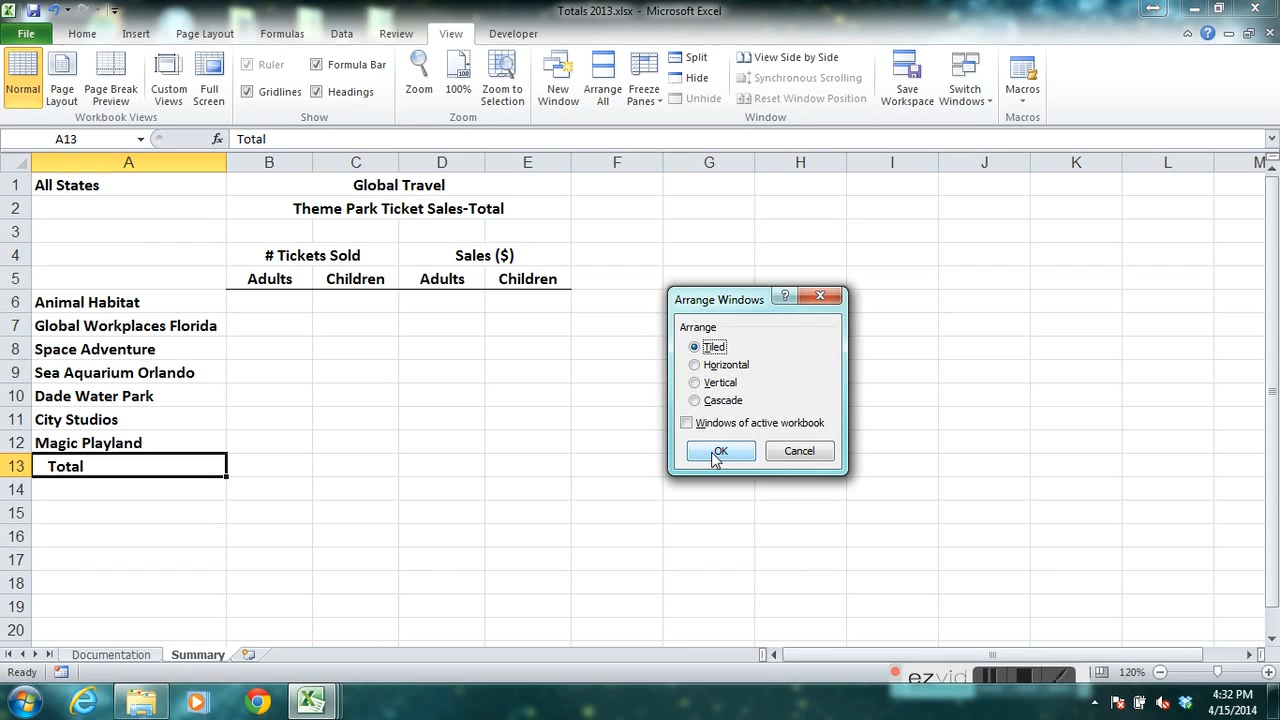 Totals 2013.xlsx - Microsoft Excel
File Home Insert Page Layout Formulas Data Review View Developer
Normal Page Layout Page Break Preview Custom Views Full Screen
Workbook Views
Ruler Formula Bar
Gridlines Headings
Show
Zoom 100% Zoom to Selection
Zoom
New Window Arrange All Freeze Panes
Split
Hide
Unhide
View Side by Side
Synchronous Scrolling
Reset Window Position
Window
Save Workspace Switch Windows
Macros
Macros
A13 fx Total
A B C D E F G H I J K L M
1 All States Global Travel
2 Theme Park Ticket Sales-Total
3
4 # Tickets Sold Sales ($)
5 Adults Children Adults Children
6 Animal Habitat
7 Global Workplaces Florida
8 Space Adventure
9 Sea Aquarium Orlando
10 Dade Water Park
11 City Studios
12 Magic Playland
13 Total
14
15
16
17
18
19
20
Arrange Windows
Arrange
Tiled
Horizontal
Vertical
Cascade
Windows of active workbook
OK Cancel
Documentation Summary
Ready
ezvid
120%
4:32 PM
4/15/2014